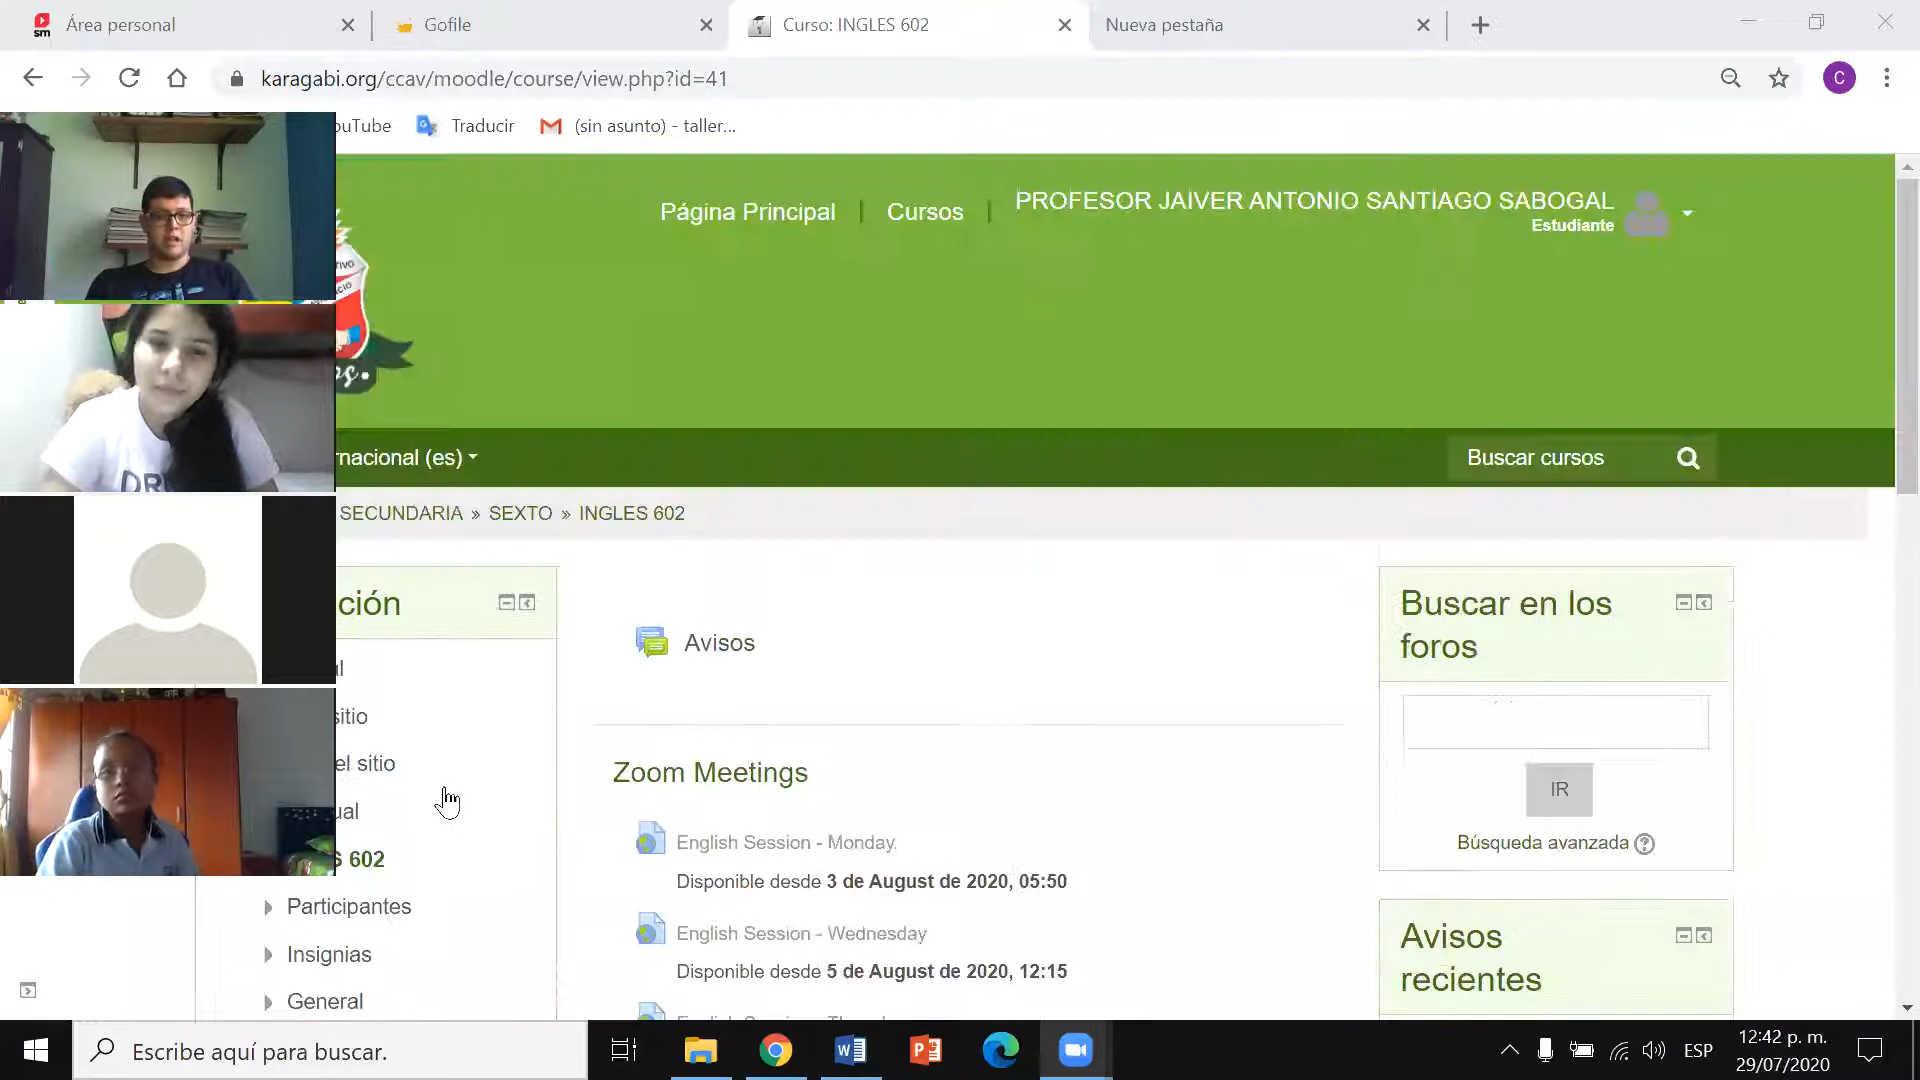 Área personal
Gofile
Curso: INGLES 602
Nueva pestaña
karagabi.org/ccav/moodle/course/view.php?id=41
C
ouTube
Traducir
(sin asunto) - taller...
Página Principal
Cursos
PROFESOR JAIVER ANTONIO SANTIAGO SABOGAL
Estudiante
rnacional (es)
Buscar cursos
SECUNDARIA » SEXTO » INGLES 602
ción
Avisos
Buscar en los
foros
sitio
el sitio
ual
IR
Búsqueda avanzada
Zoom Meetings
English Session - Monday
Disponible desde 3 de August de 2020, 05:50
S 602
Participantes
English Session - Wednesday
Disponible desde 5 de August de 2020, 12:15
Insignias
General
Avisos
recientes
Escribe aquí para buscar.
ESP
12:42 p. m.
29/07/2020